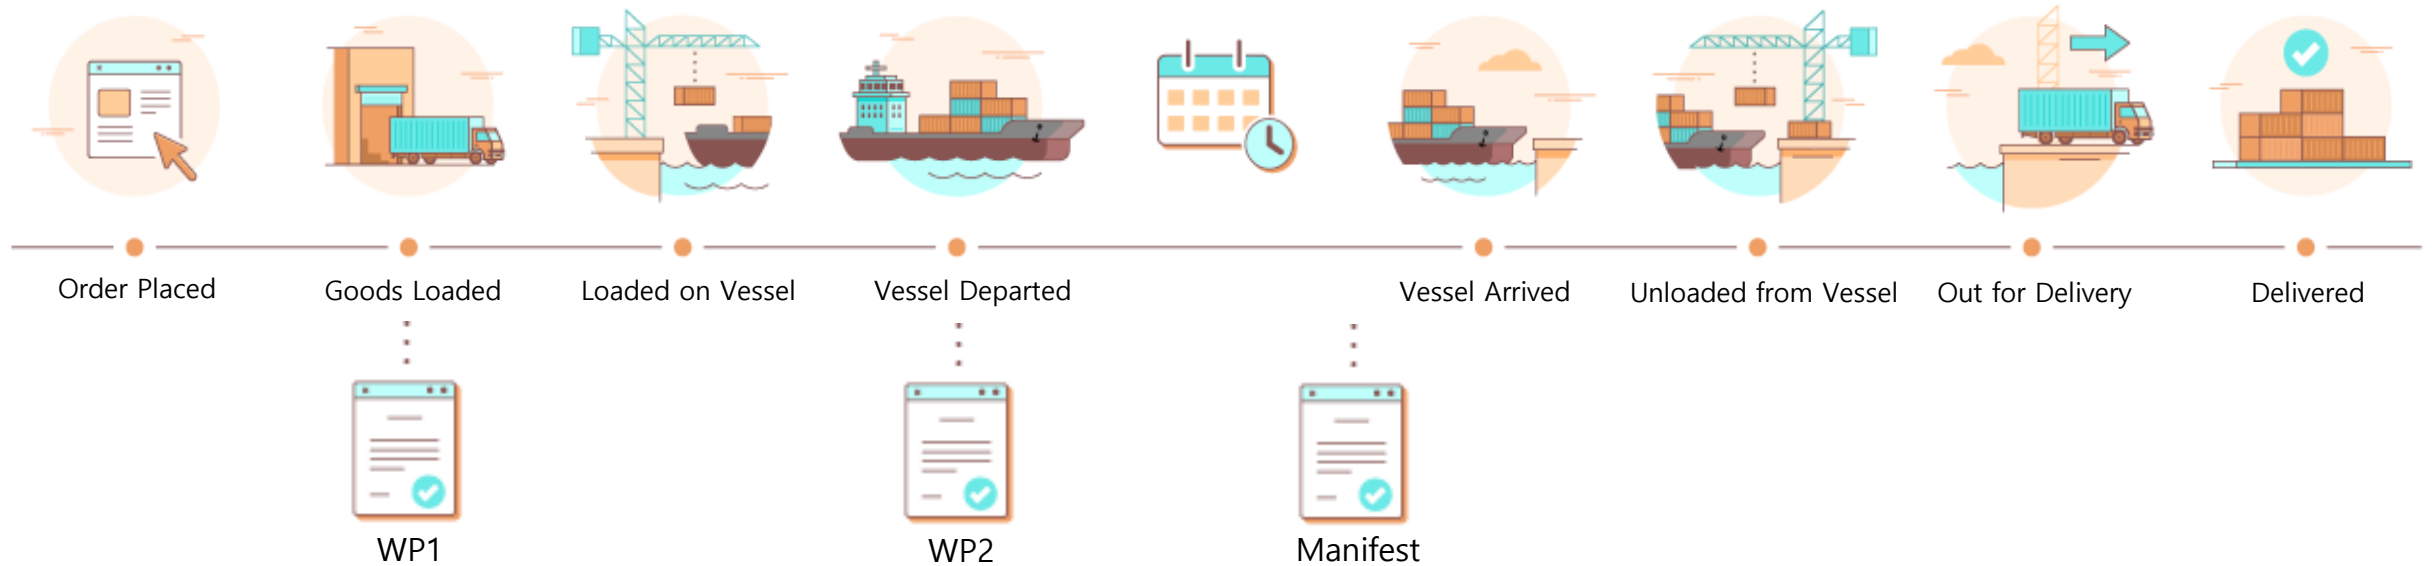 Order Placed
Goods Loaded
Loaded on Vessel
Vessel Departed
Vessel Arrived
Unloaded from Vessel
Out for Delivery
Delivered
WP1
WP2
Manifest